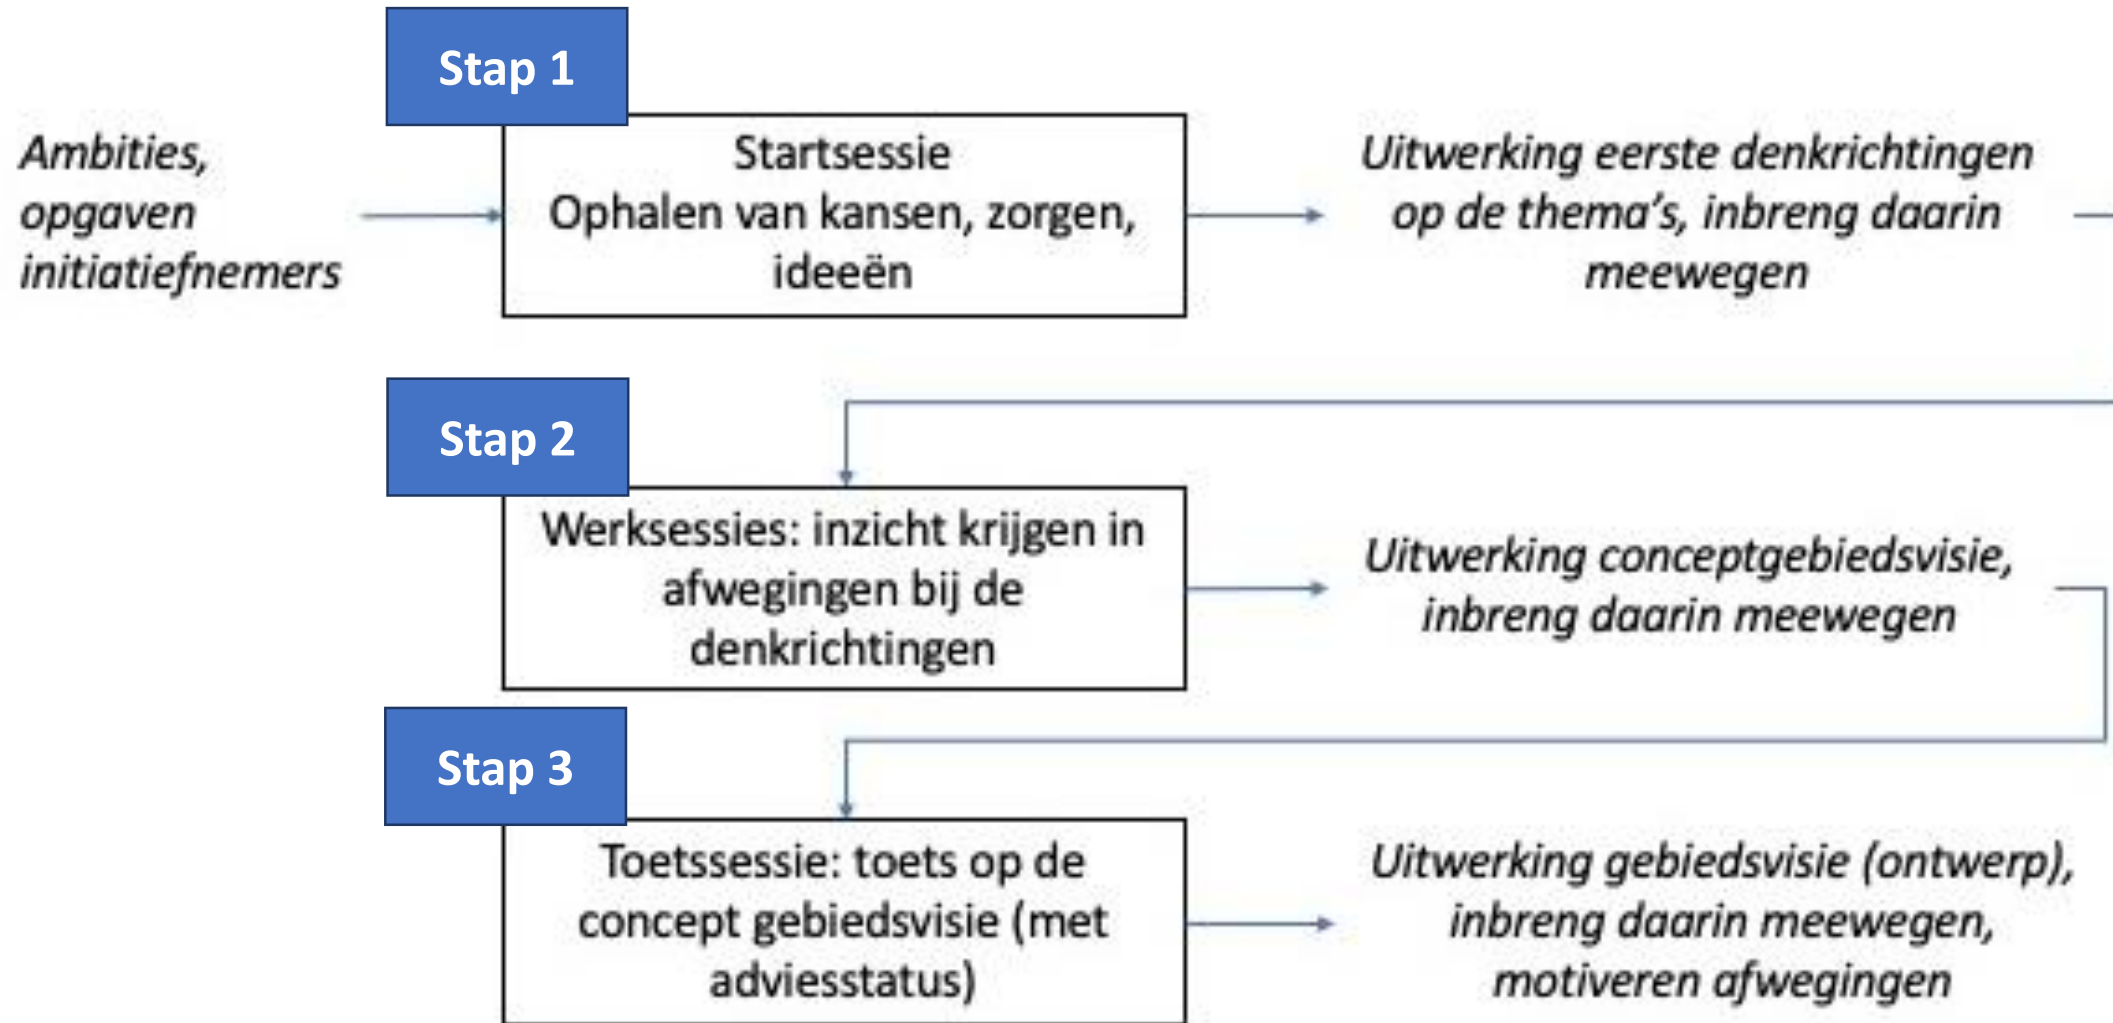 Stap 1
Ambities,
opgaven
initiatiefnemers
Startsessie
Ophalen van kansen, zorgen,
ideeën
Uitwerking eerste denkrichtingen
op de thema's, inbreng daarin
meewegen
Stap 2
Werksessies: inzicht krijgen in
afwegingen bij de
denkrichtingen
Uitwerking conceptgebiedsvisie,
inbreng daarin meewegen
Stap 3
Toetssessie: toets op de
concept gebiedsvisie (met
adviesstatus)
Uitwerking gebiedsvisie (ontwerp),
inbreng daarin meewegen,
motiveren afwegingen